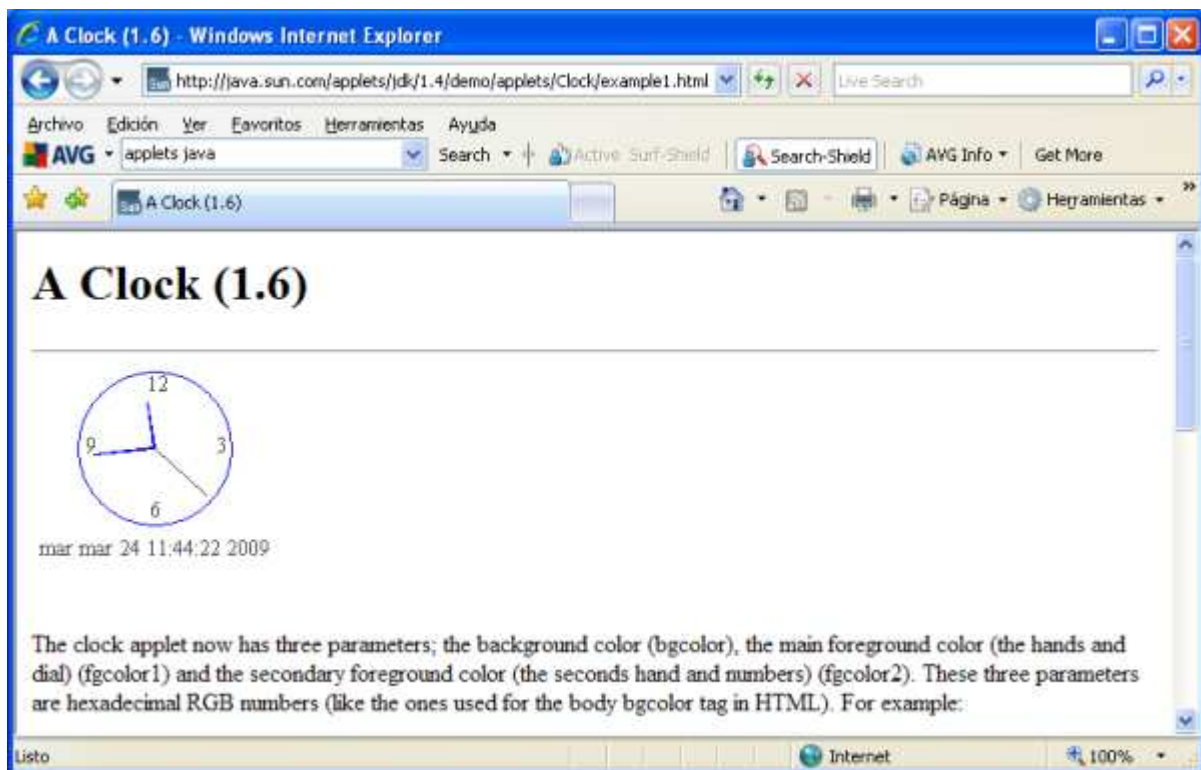 A Clock (1.6) - Windows Internet Explorer
http://java.sun.com/applets/jdk/1.4/demo/applets/Clock/example1.html
Live Search
Archivo Edición Ver Favoritos Herramientas Ayuda
AVG applets java Search Active Surf-Shield Search-Shield AVG Info Get More
Sun A Clock (1.6) Página Herramientas »
A Clock (1.6)
12
9 3
6
mar mar 24 11:44:22 2009
The clock applet now has three parameters; the background color (bgcolor), the main foreground color (the hands and
dial) (fgcolor1) and the secondary foreground color (the seconds hand and numbers) (fgcolor2). These three parameters
are hexadecimal RGB numbers (like the ones used for the body bgcolor tag in HTML). For example:
Listo Internet 100%